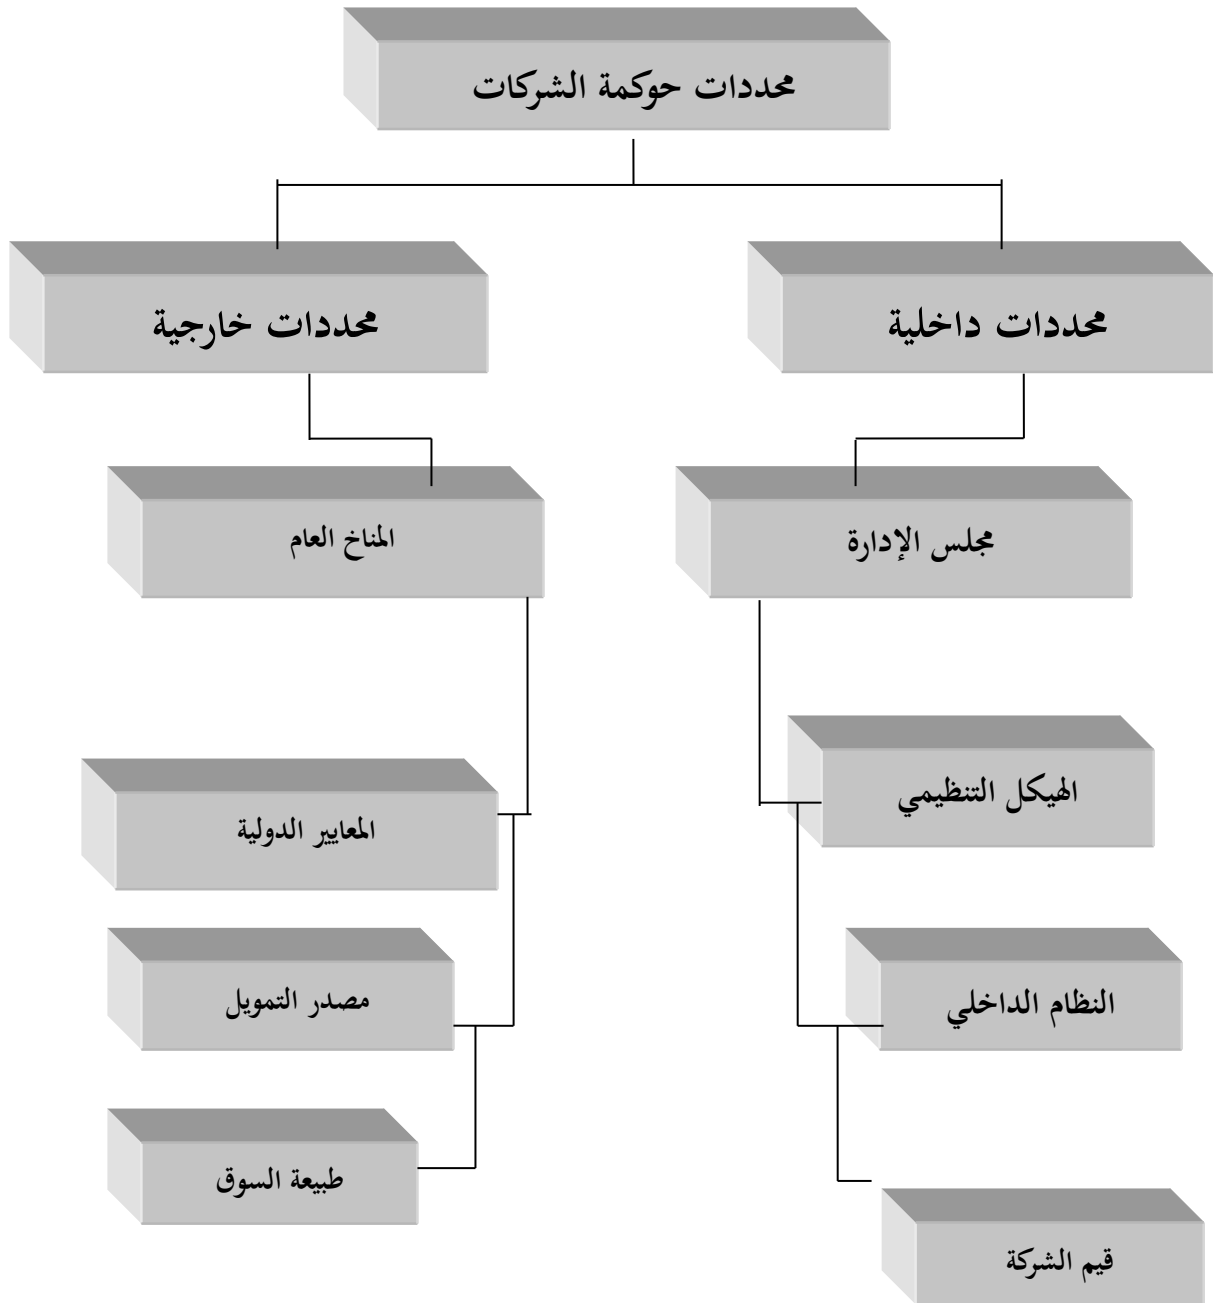 محددات حوكمة الشركات
محددات داخلية
محددات خارجية
مجلس الإدارة
المناخ العام
الهيكل التنظيمي
المعايير الدولية
النظام الداخلي
مصدر التمويل
طبيعة السوق
قيم الشركة